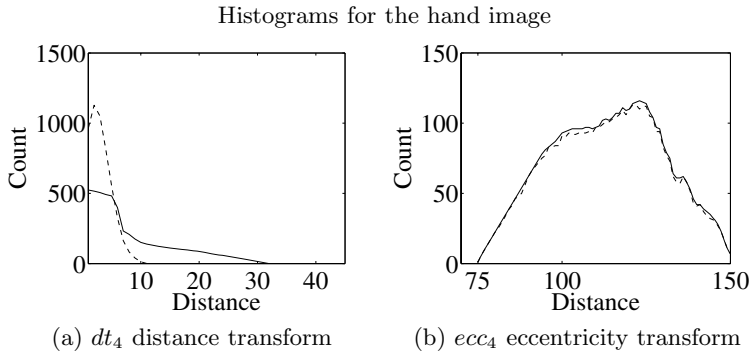 Histograms for the hand image
1500
1000
500
0
Count
10 20 30 40
Distance
(a) dt₄ distance transform
150
100
50
0
Count
75 100 150
Distance
(b) ecc₄ eccentricity transform